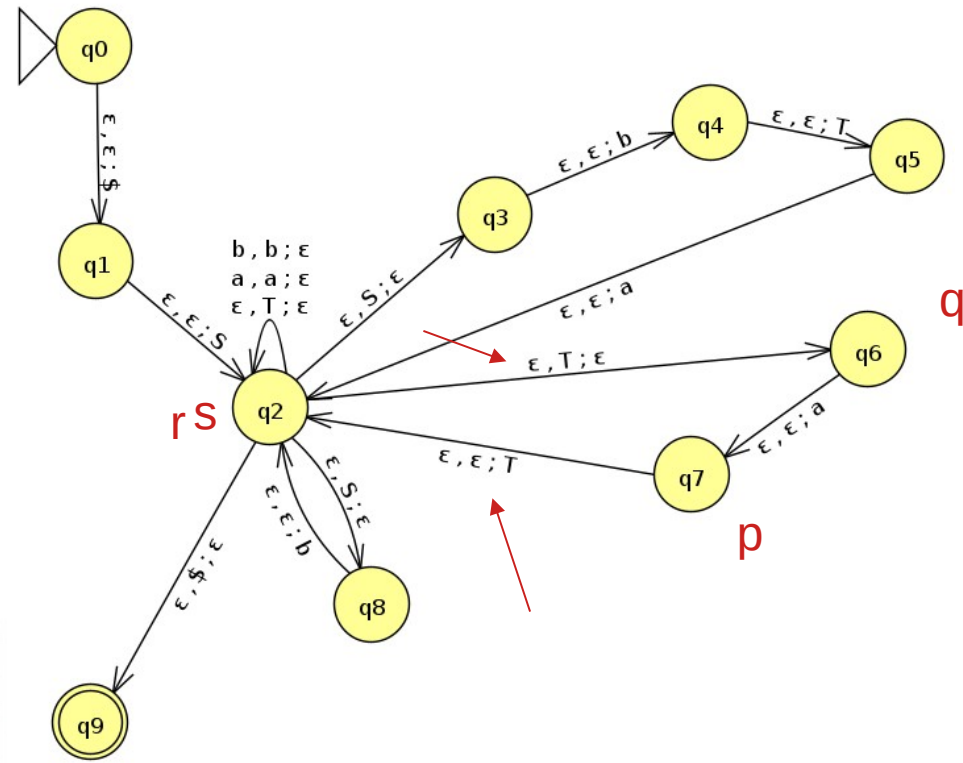 q0
ε,ε;$
q1
ε,ε;S
b,b;ε
a,a;ε
ε,T;ε
q2
r s
ε,S;ε
q3
ε,ε;b
q4
ε,ε;T
q5
ε,ε;a
q
ε,T;ε
q6
ε,ε;a
q7
p
ε,ε;T
ε,S;ε
ε,ε;b
q8
ε,$;ε
q9